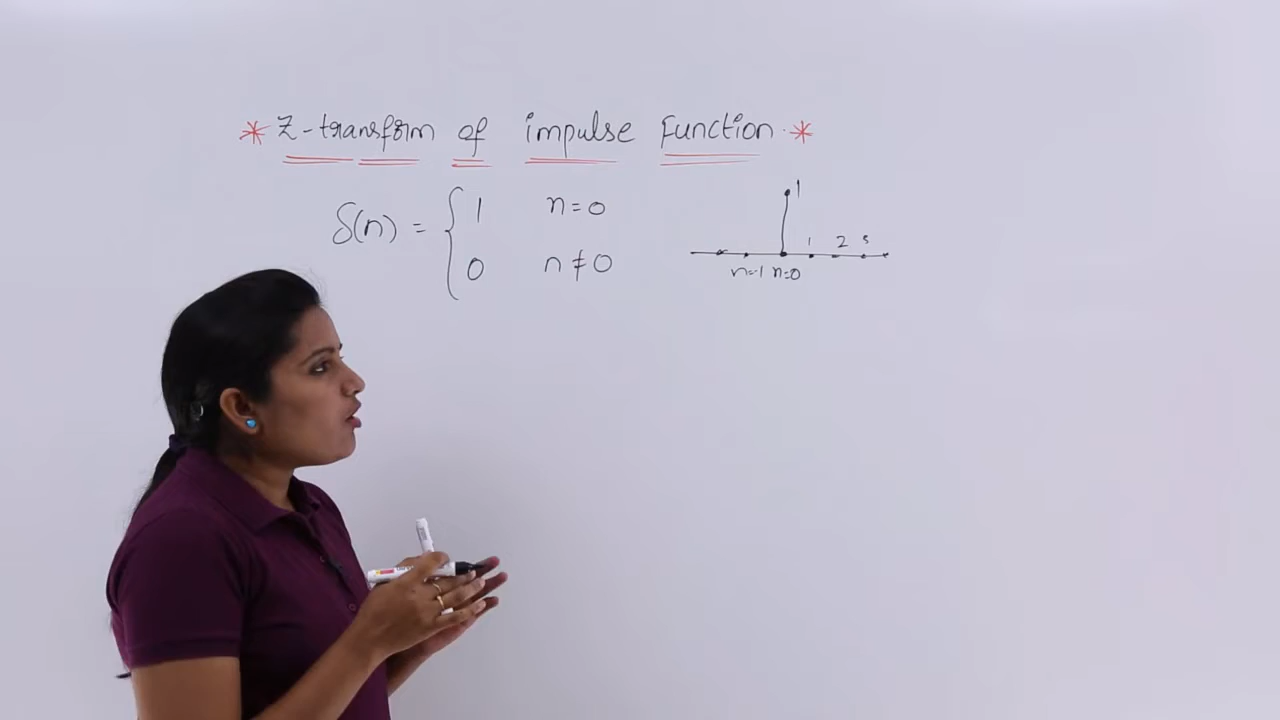 * Z-transform of impulse Function. *
δ(n) = { 1 n=0
0 n≠0
1
1 2 3
n=-1 n=0